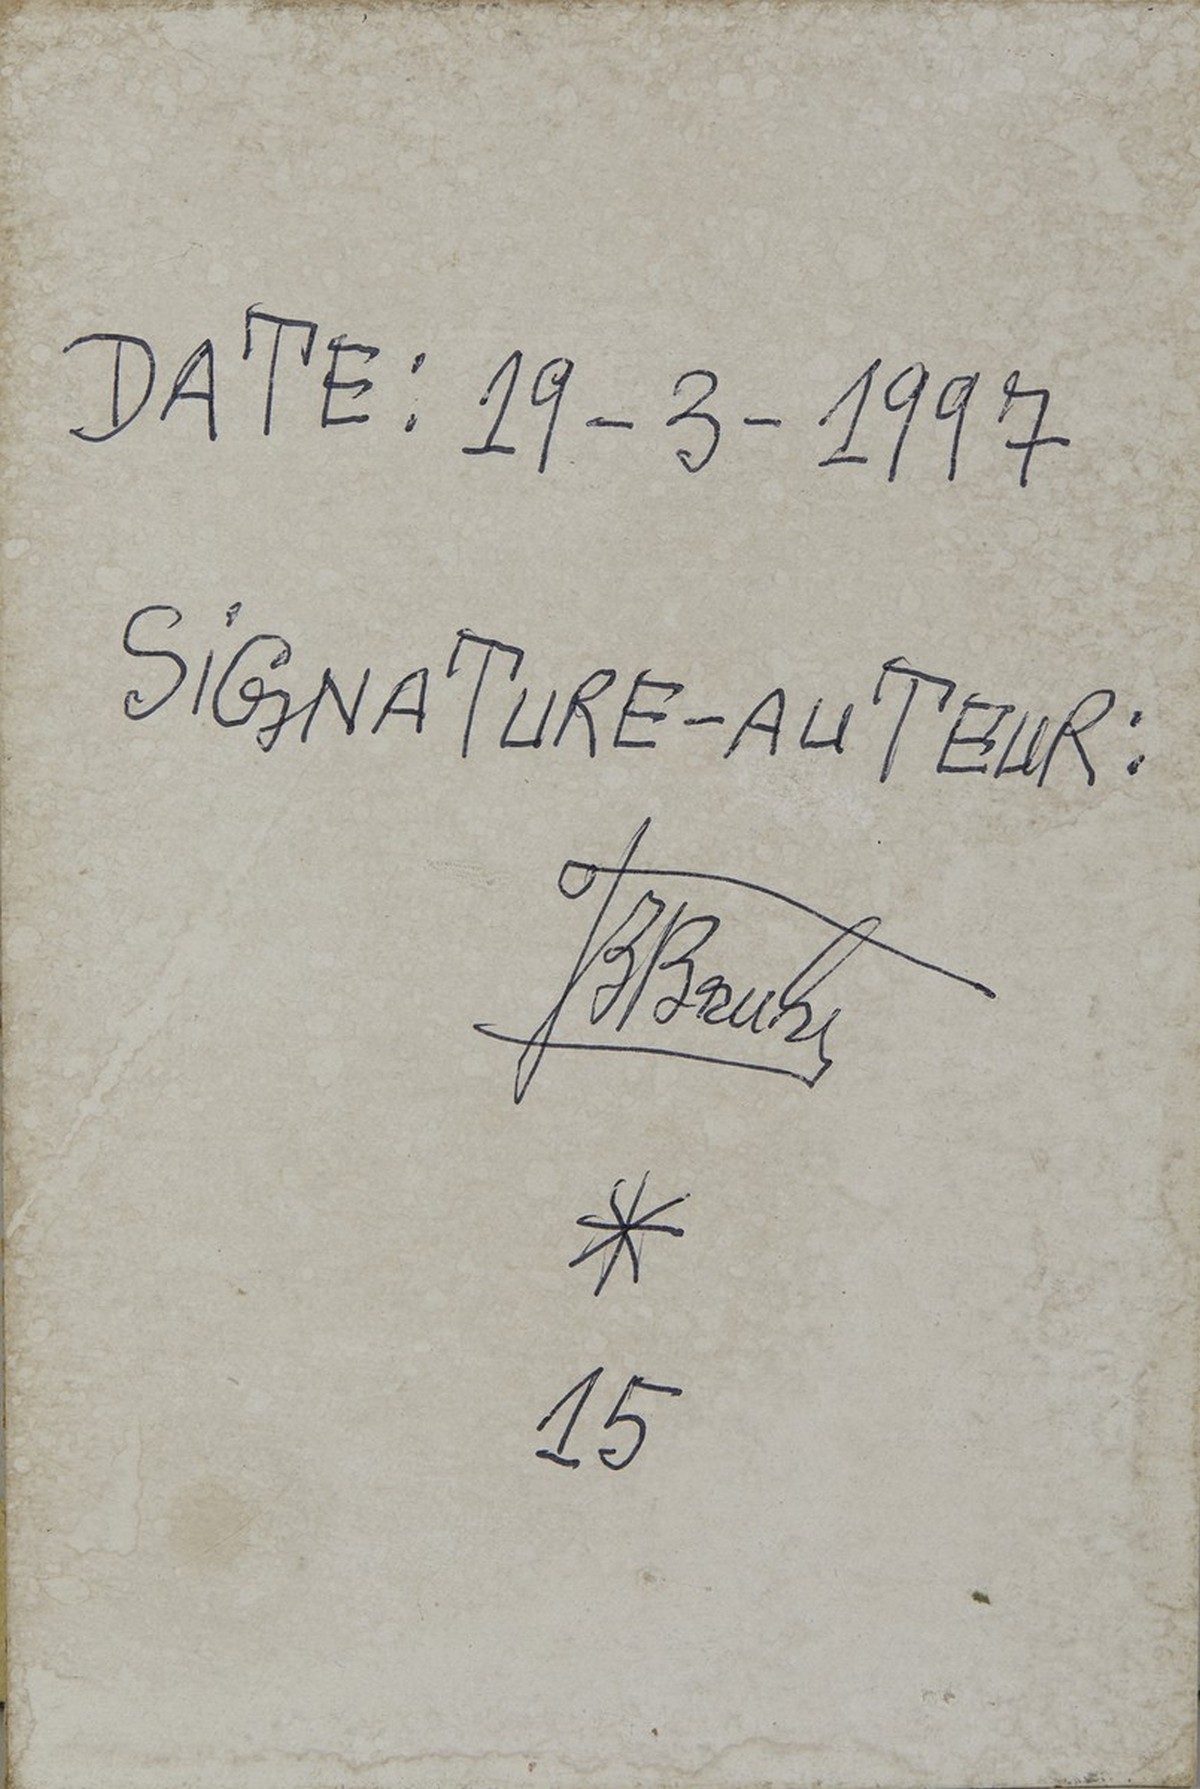 DATE: 19-3-1997
SiGNATURE-AUTEUR:
*
15